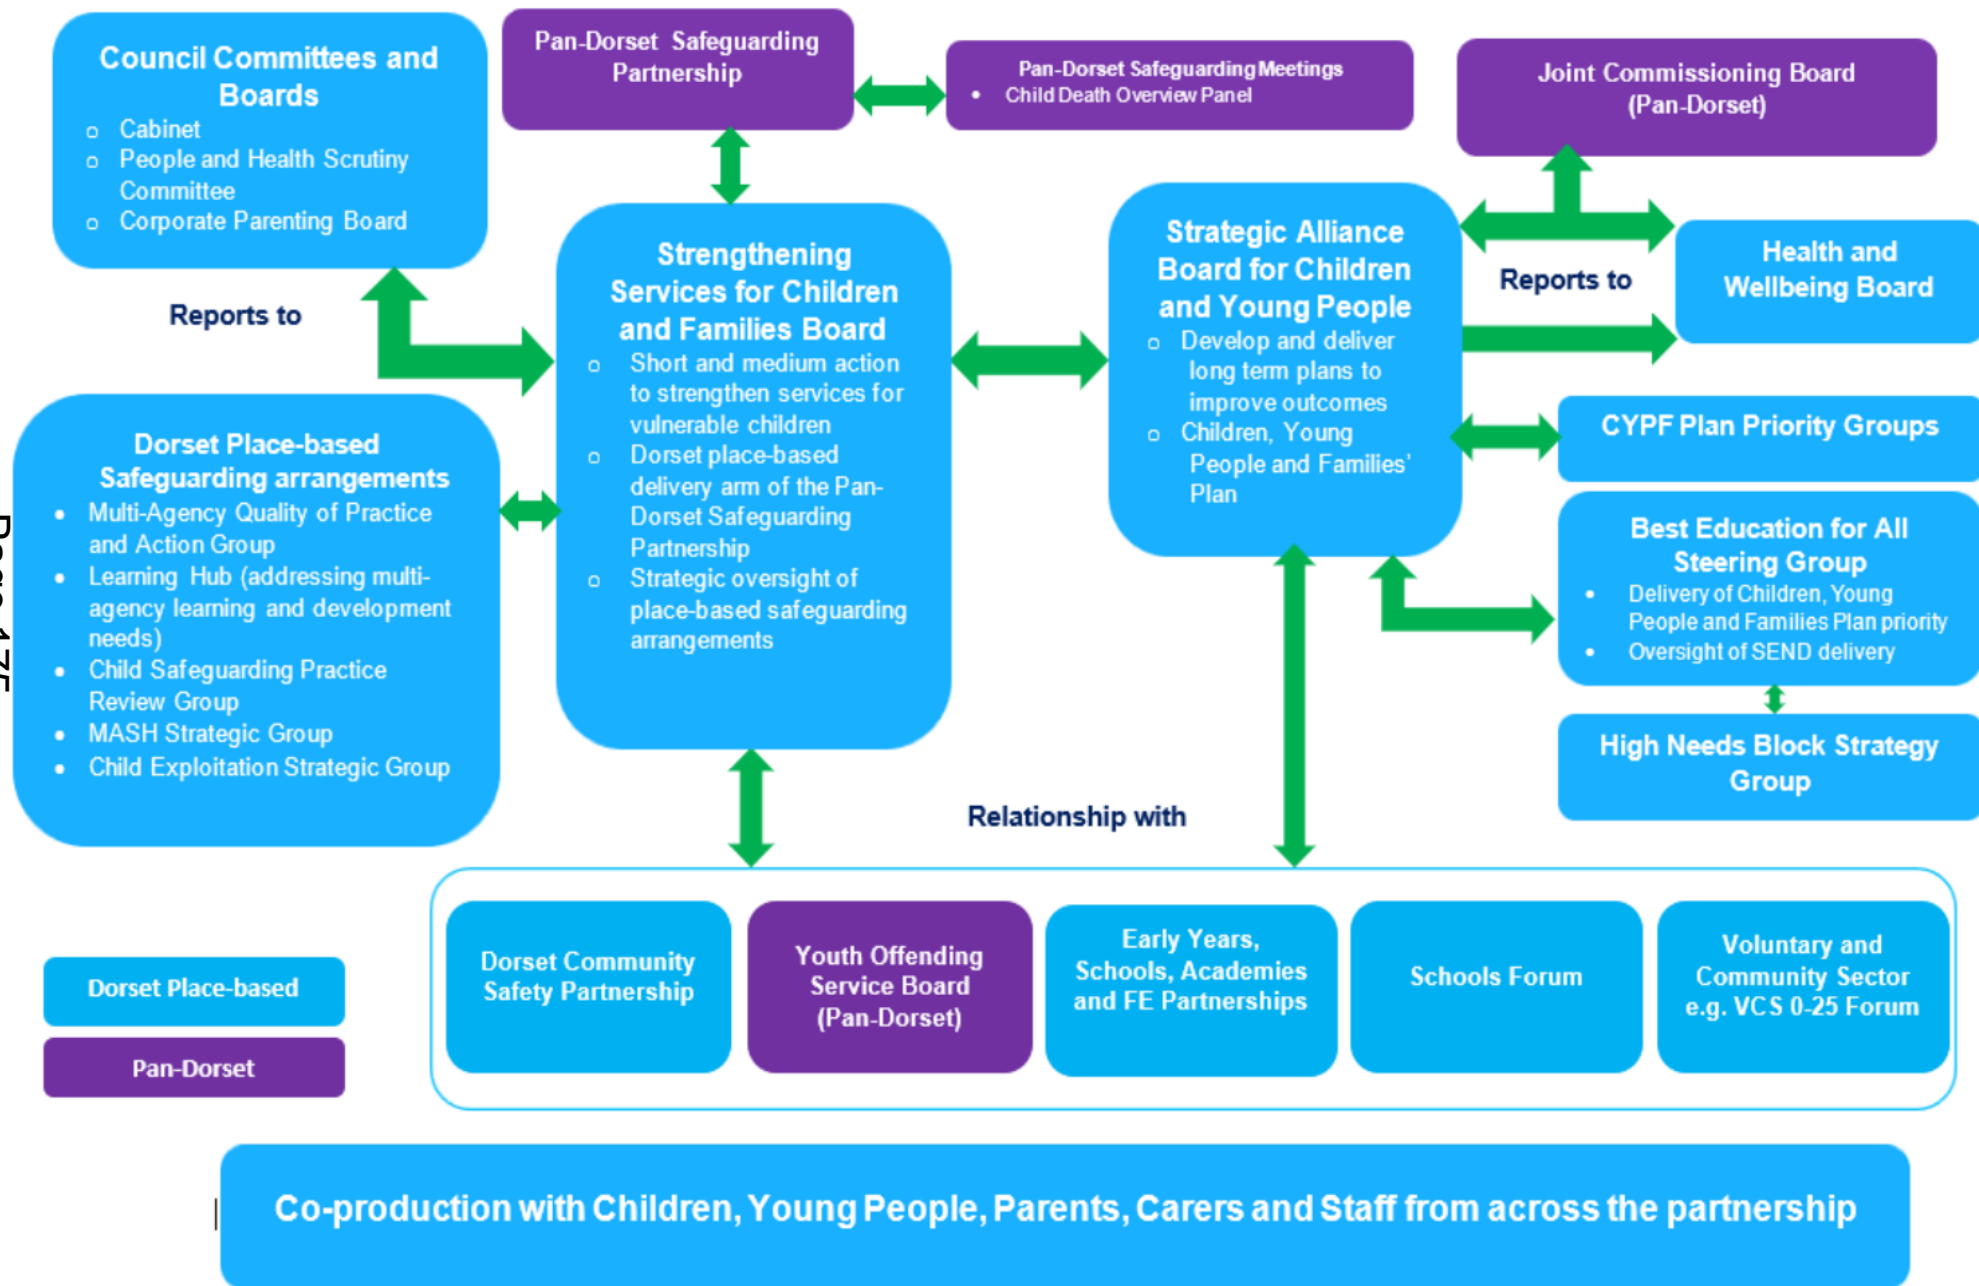 Council Committees and
Boards
o Cabinet
o People and Health Scrutiny
Committee
o Corporate Parenting Board
Pan-Dorset Safeguarding
Partnership
Pan-Dorset Safeguarding Meetings
• Child Death Overview Panel
Joint Commissioning Board
(Pan-Dorset)
Reports to
Strengthening
Services for Children
and Families Board
o Short and medium action
to strengthen services for
vulnerable children
o Dorset place-based
delivery arm of the Pan-
Dorset Safeguarding
Partnership
o Strategic oversight of
place-based safeguarding
arrangements
Strategic Alliance
Board for Children
and Young People
o Develop and deliver
long term plans to
improve outcomes
o Children, Young
People and Families'
Plan
Reports to
Health and
Wellbeing Board
Dorset Place-based
Safeguarding arrangements
• Multi-Agency Quality of Practice
and Action Group
• Learning Hub (addressing multi-
agency learning and development
needs)
• Child Safeguarding Practice
Review Group
• MASH Strategic Group
• Child Exploitation Strategic Group
CYPF Plan Priority Groups
Best Education for All
Steering Group
• Delivery of Children, Young
People and Families Plan priority
• Oversight of SEND delivery
High Needs Block Strategy
Group
Relationship with
Dorset Community
Safety Partnership
Youth Offending
Service Board
(Pan-Dorset)
Early Years,
Schools, Academies
and FE Partnerships
Schools Forum
Voluntary and
Community Sector
e.g. VCS 0-25 Forum
Dorset Place-based
Pan-Dorset
Co-production with Children, Young People, Parents, Carers and Staff from across the partnership